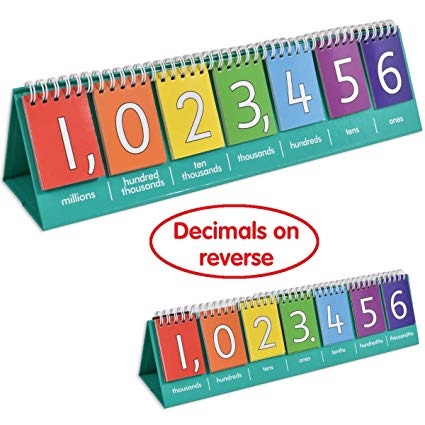 1,023,456
millions
hundred
thousands
ten
thousands
thousands
hundreds
tens
ones
Decimals on
reverse
1,023.456
thousands
hundreds
tens
ones
tenths
hundredths
thousandths